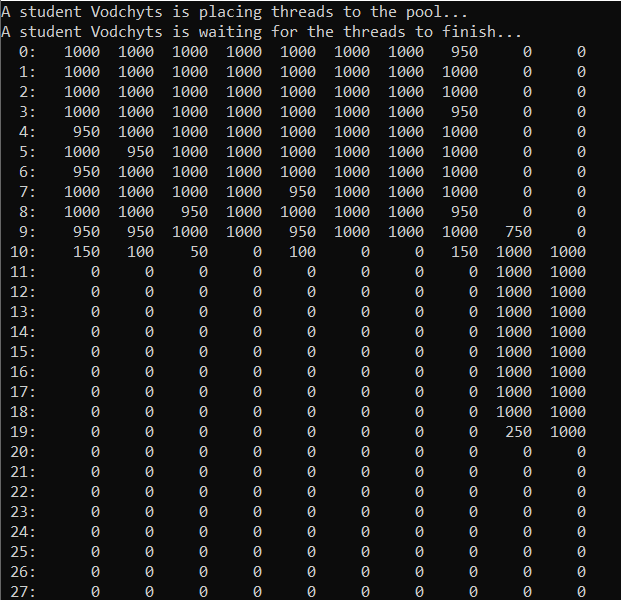 A student Vodchyts is placing threads to the pool...
A student Vodchyts is waiting for the threads to finish...
0: 1000 1000 1000 1000 1000 1000 1000 950 0 0
1: 1000 1000 1000 1000 1000 1000 1000 1000 0 0
2: 1000 1000 1000 1000 1000 1000 1000 1000 0 0
3: 1000 1000 1000 1000 1000 1000 1000 950 0 0
4: 950 1000 1000 1000 1000 1000 1000 1000 0 0
5: 1000 950 1000 1000 1000 1000 1000 1000 0 0
6: 950 1000 1000 1000 1000 1000 1000 1000 0 0
7: 1000 1000 1000 1000 950 1000 1000 1000 0 0
8: 1000 1000 950 1000 1000 1000 1000 950 0 0
9: 950 950 1000 1000 950 1000 1000 1000 750 0
10: 150 100 50 0 100 0 0 150 1000 1000
11: 0 0 0 0 0 0 0 0 1000 1000
12: 0 0 0 0 0 0 0 0 1000 1000
13: 0 0 0 0 0 0 0 0 1000 1000
14: 0 0 0 0 0 0 0 0 1000 1000
15: 0 0 0 0 0 0 0 0 1000 1000
16: 0 0 0 0 0 0 0 0 1000 1000
17: 0 0 0 0 0 0 0 0 1000 1000
18: 0 0 0 0 0 0 0 0 1000 1000
19: 0 0 0 0 0 0 0 0 250 1000
20: 0 0 0 0 0 0 0 0 0 0
21: 0 0 0 0 0 0 0 0 0 0
22: 0 0 0 0 0 0 0 0 0 0
23: 0 0 0 0 0 0 0 0 0 0
24: 0 0 0 0 0 0 0 0 0 0
25: 0 0 0 0 0 0 0 0 0 0
26: 0 0 0 0 0 0 0 0 0 0
27: 0 0 0 0 0 0 0 0 0 0